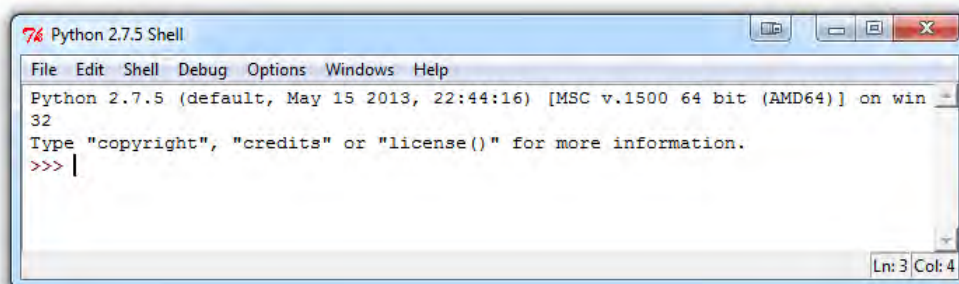 Python 2.7.5 Shell
File Edit Shell Debug Options Windows Help
Python 2.7.5 (default, May 15 2013, 22:44:16) [MSC v.1500 64 bit (AMD64)] on win
32
Type "copyright", "credits" or "license()" for more information.
>>>
Ln: 3 Col: 4